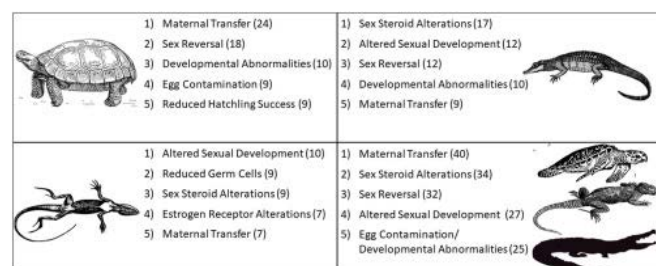 1) Maternal Transfer (24)
2) Sex Reversal (18)
3) Developmental Abnormalities (10)
4) Egg Contamination (9)
5) Reduced Hatchling Success (9)
1) Sex Steroid Alterations (17)
2) Altered Sexual Development (12)
3) Sex Reversal (12)
4) Developmental Abnormalities (10)
5) Maternal Transfer (9)
1) Altered Sexual Development (10)
2) Reduced Germ Cells (9)
3) Sex Steroid Alterations (9)
4) Estrogen Receptor Alterations (7)
5) Maternal Transfer (7)
1) Maternal Transfer (40)
2) Sex Steroid Alterations (34)
3) Sex Reversal (32)
4) Altered Sexual Development (27)
5) Egg Contamination/
Developmental Abnormalities (25)